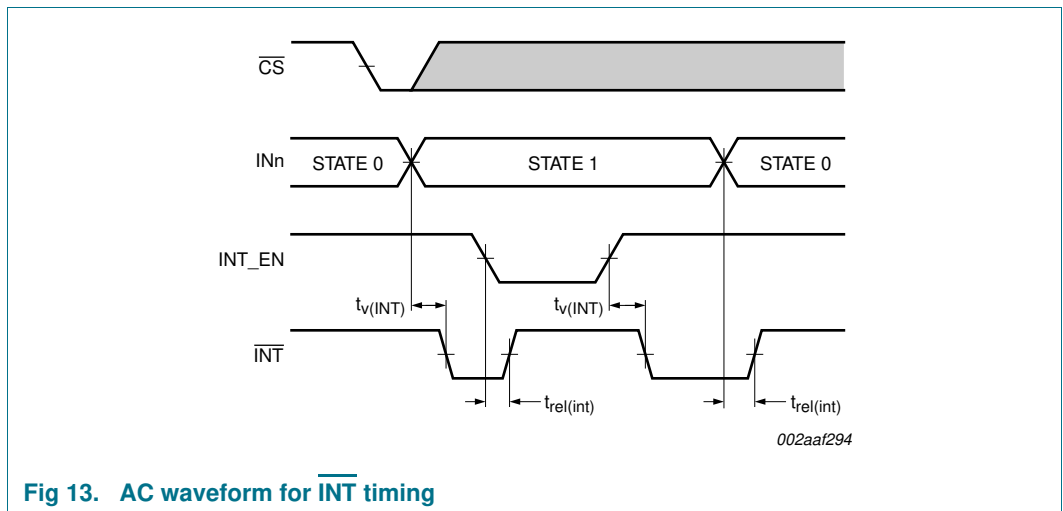 CS
INn STATE 0 STATE 1 STATE 0
INT_EN
tv(INT) tv(INT)
INT
trel(int) trel(int)
002aaf294
Fig 13. AC waveform for INT timing